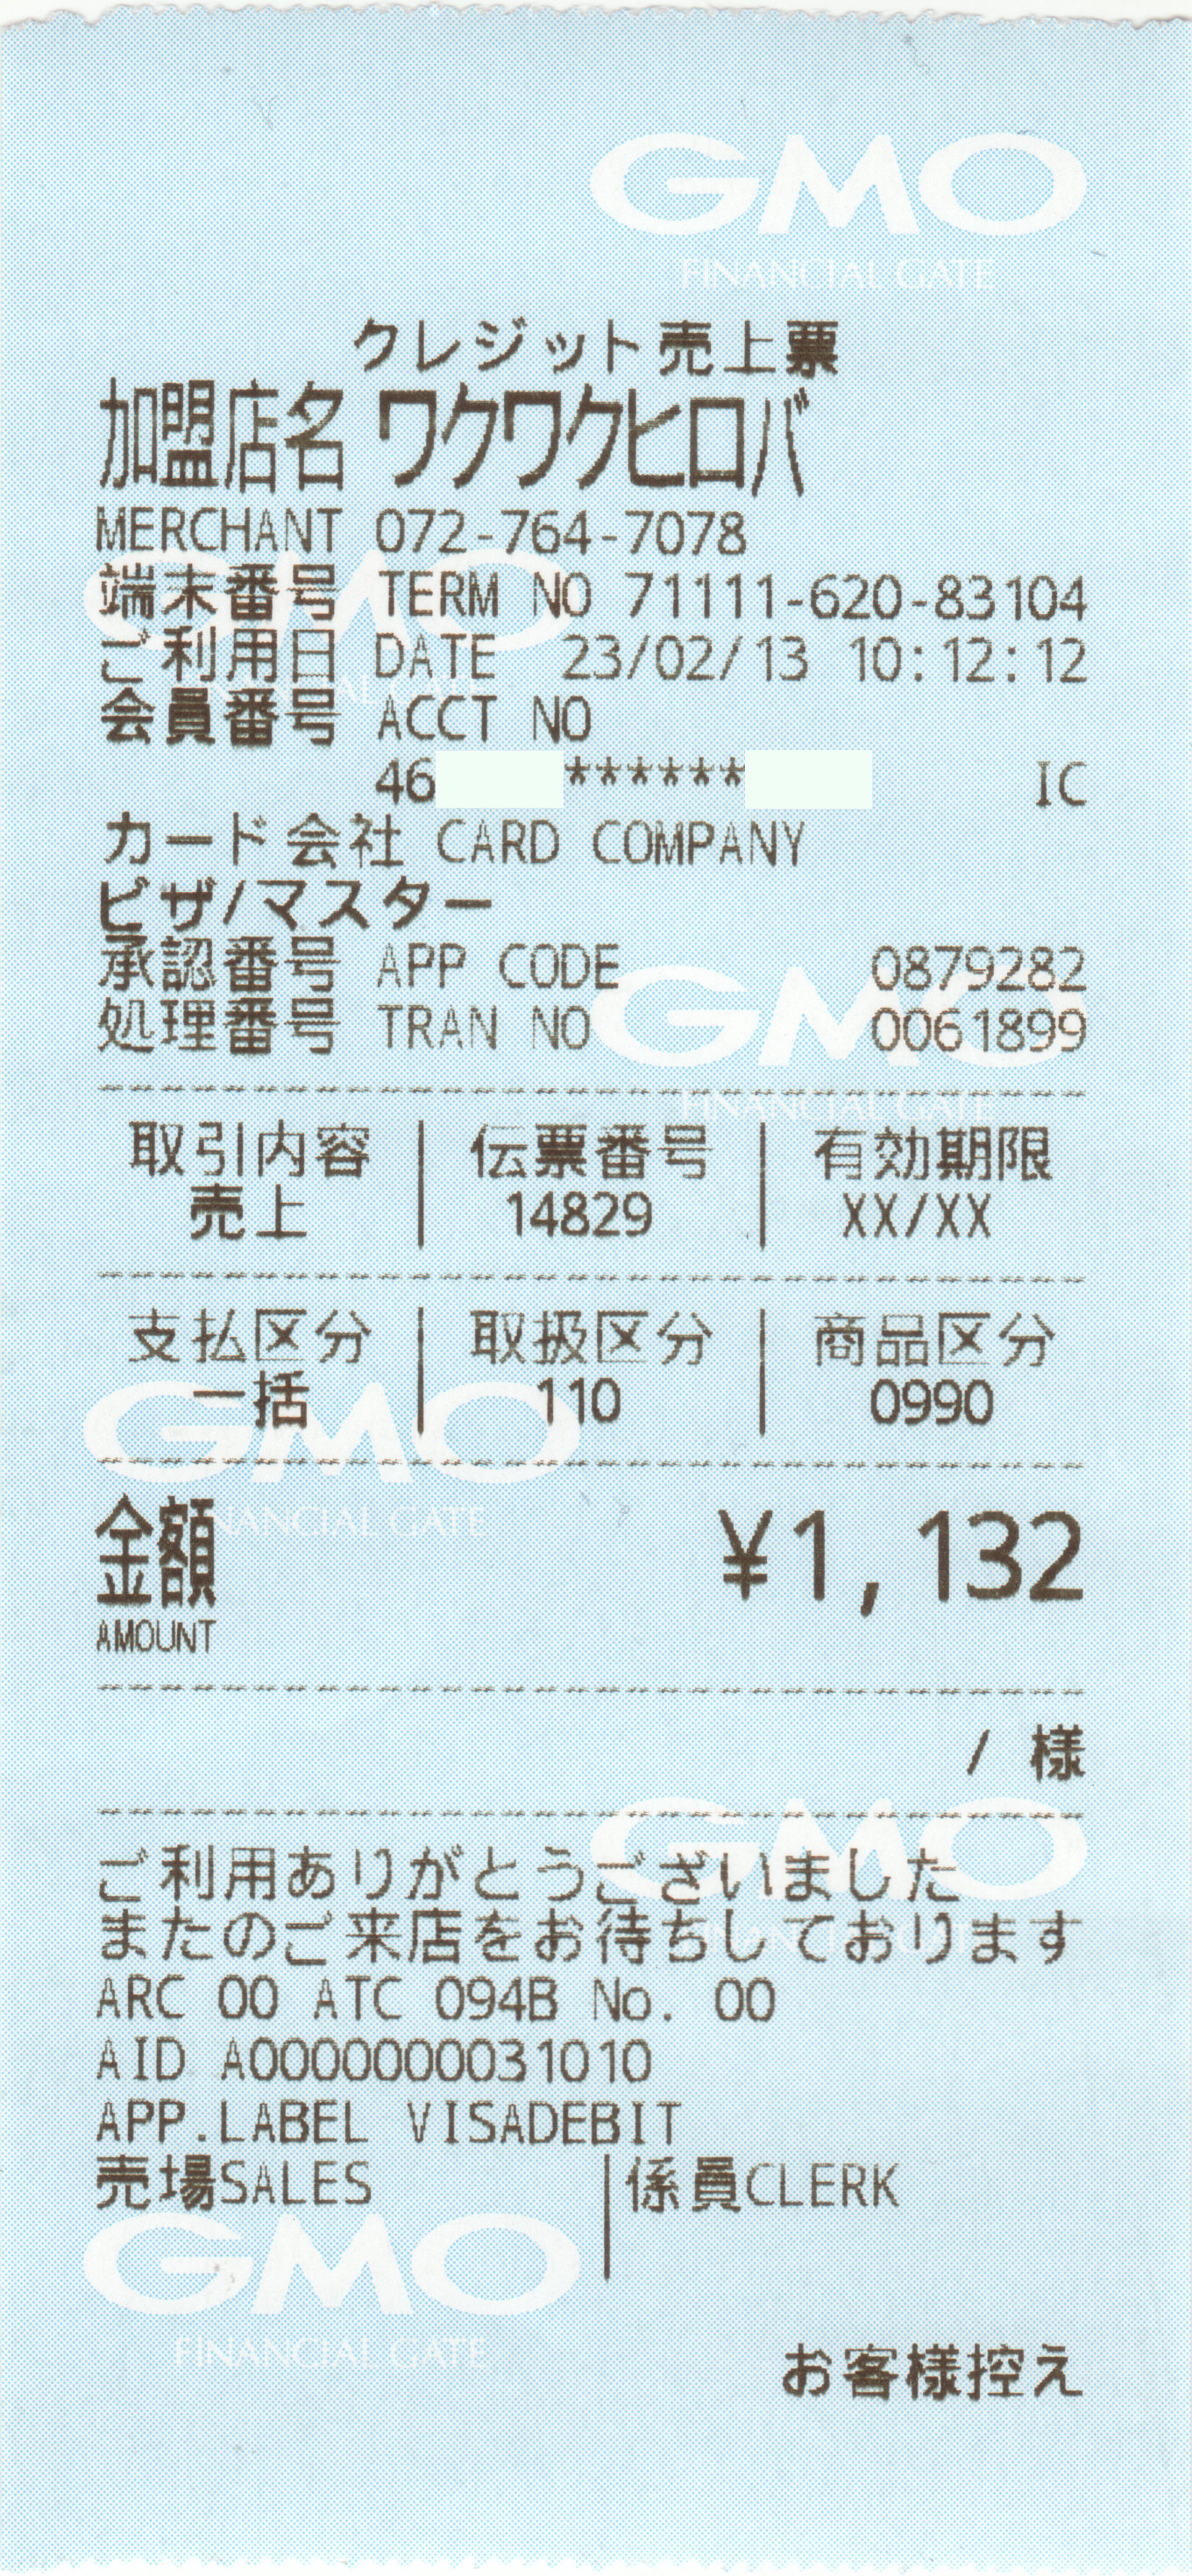 GMO
FINANCIAL GATE
クレジット売上票
加盟店名 ワクワクヒロバ
MERCHANT 072-764-7078
端末番号 TERM NO 71111-620-83104
ご利用日 DATE 23/02/13 10:12:12
会員番号 ACCT NO
46 ****** IC
カード会社 CARD COMPANY
ビザ/マスター
承認番号 APP CODE 0879282
処理番号 TRAN NO 0061899
取引内容 伝票番号 有効期限
売上 14829 XX/XX
支払区分 取扱区分 商品区分
一括 110 0990
金額 ¥1,132
AMOUNT
/ 様
ご利用ありがとうございました
またのご来店をお待ちしております
ARC 00 ATC 094B No. 00
AID A0000000031010
APP.LABEL VISADEBIT
売場SALES 係員CLERK
GMO
FINANCIAL GATE
お客様控え